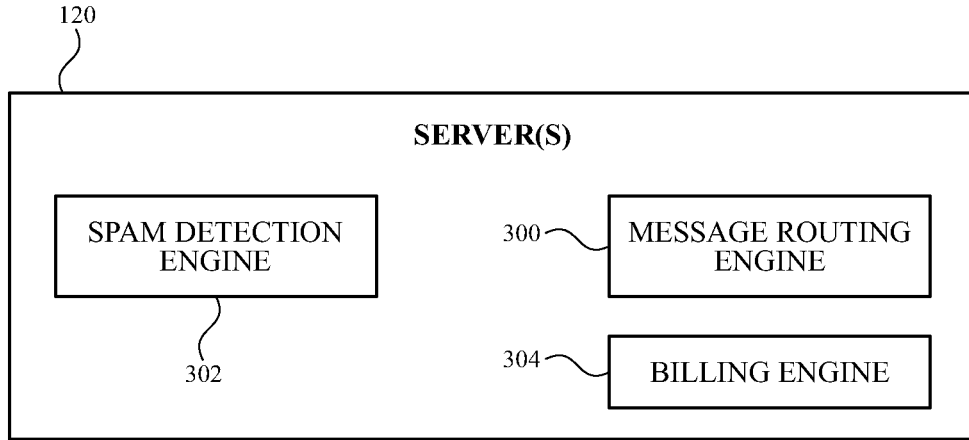 120
SERVER(S)
SPAM DETECTION
ENGINE
302
300
MESSAGE ROUTING
ENGINE
304
BILLING ENGINE